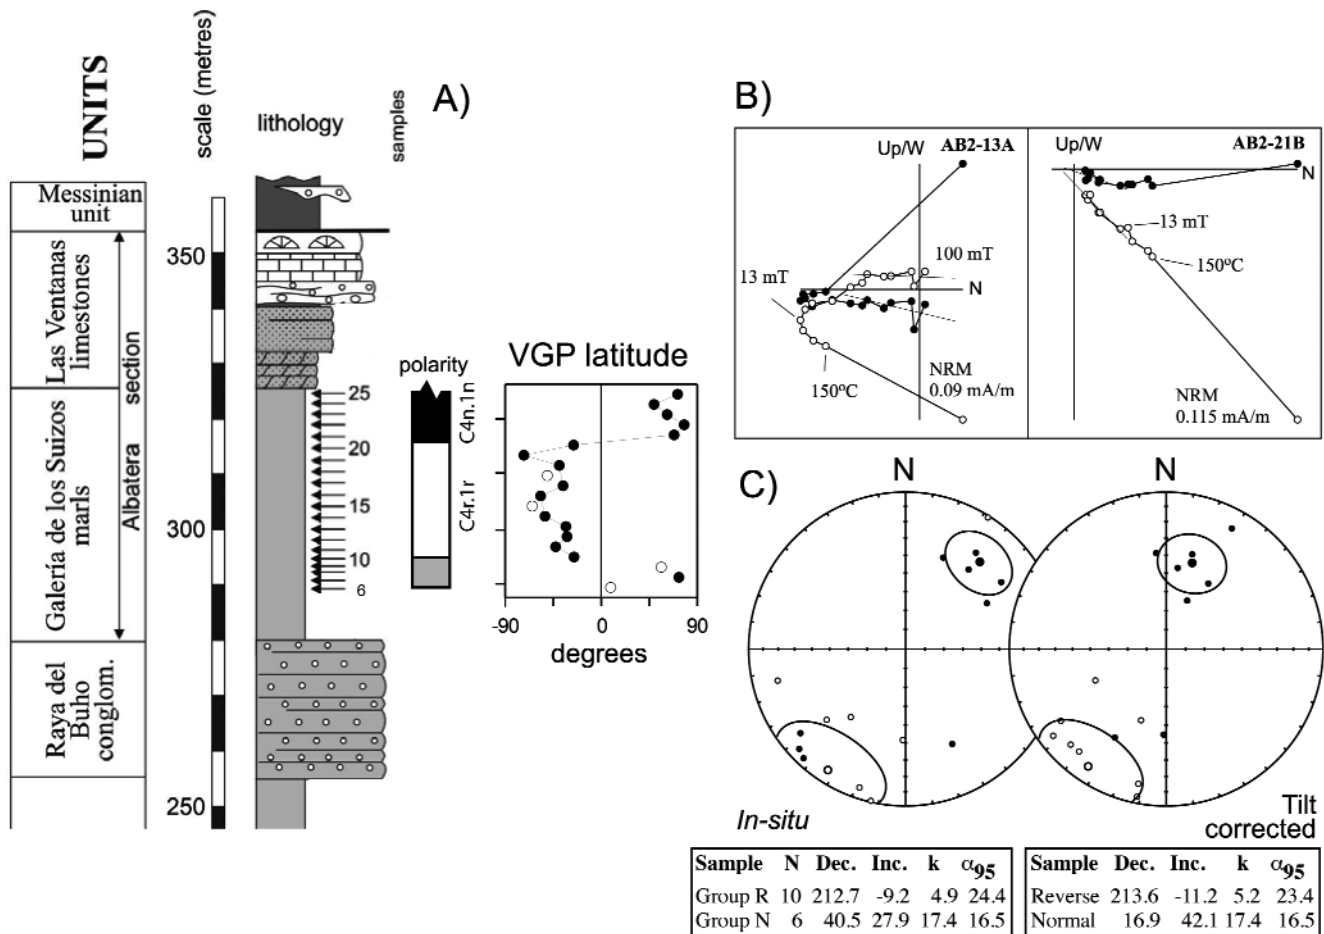 UNITS
scale (metres)
lithology
samples
A)
Messinian
unit
Las Ventanas
limestones
Galería de los Suizos
marls
Raya del
Buho
conglom.
Albatera section
350
300
250
25
20
15
10
6
polarity
C4n.1n
C4r.1r
VGP latitude
-90 0 90
degrees
B)
Up/W AB2-13A
13 mT
100 mT
N
150ºC
NRM
0.09 mA/m
Up/W AB2-21B
N
13 mT
150ºC
NRM
0.115 mA/m
C)
N
N
In-situ
Tilt
corrected
Sample N Dec. Inc. k α95
Group R 10 212.7 -9.2 4.9 24.4
Group N 6 40.5 27.9 17.4 16.5
Sample Dec. Inc. k α95
Reverse 213.6 -11.2 5.2 23.4
Normal 16.9 42.1 17.4 16.5